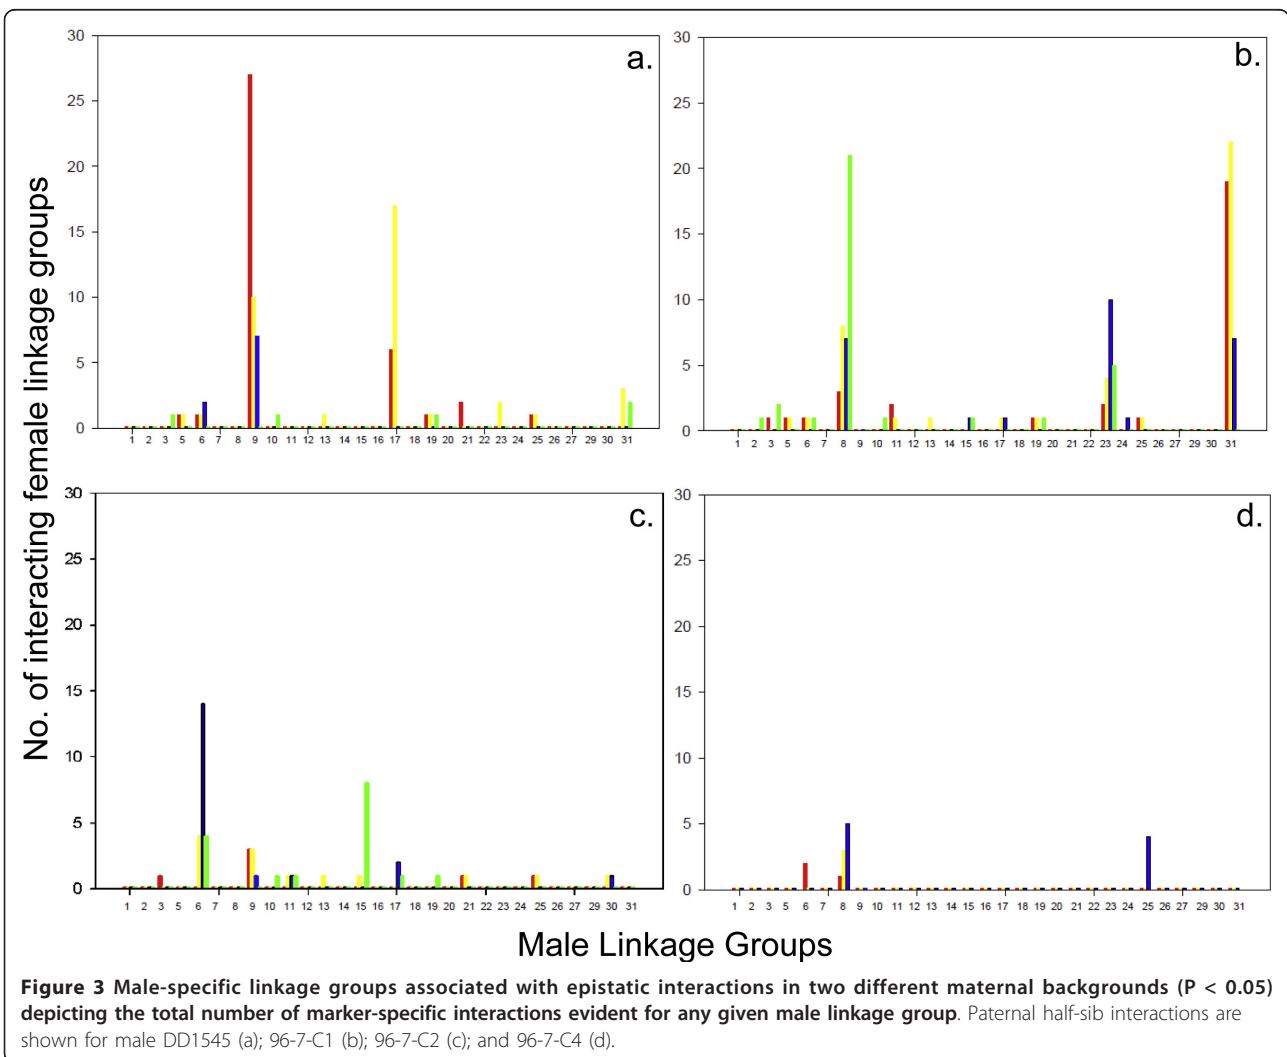 No. of interacting female linkage groups
a.
30
25
20
15
10
5
0
1 2 3 5 6 7 8 9 10 11 12 13 14 15 16 17 18 19 20 21 22 23 24 25 26 27 29 30 31
b.
30
25
20
15
10
5
0
1 2 3 5 6 7 8 9 10 11 12 13 14 15 16 17 18 19 20 21 22 23 24 25 26 27 29 30 31
c.
30
25
20
15
10
5
0
1 2 3 5 6 7 8 9 10 11 12 13 14 15 16 17 18 19 20 21 22 23 24 25 26 27 29 30 31
d.
30
25
20
15
10
5
0
1 2 3 5 6 7 8 9 10 11 12 13 14 15 16 17 18 19 20 21 22 23 24 25 26 27 29 30 31
Male Linkage Groups
Figure 3 Male-specific linkage groups associated with epistatic interactions in two different maternal backgrounds (P < 0.05)
depicting the total number of marker-specific interactions evident for any given male linkage group. Paternal half-sib interactions are
shown for male DD1545 (a); 96-7-C1 (b); 96-7-C2 (c); and 96-7-C4 (d).